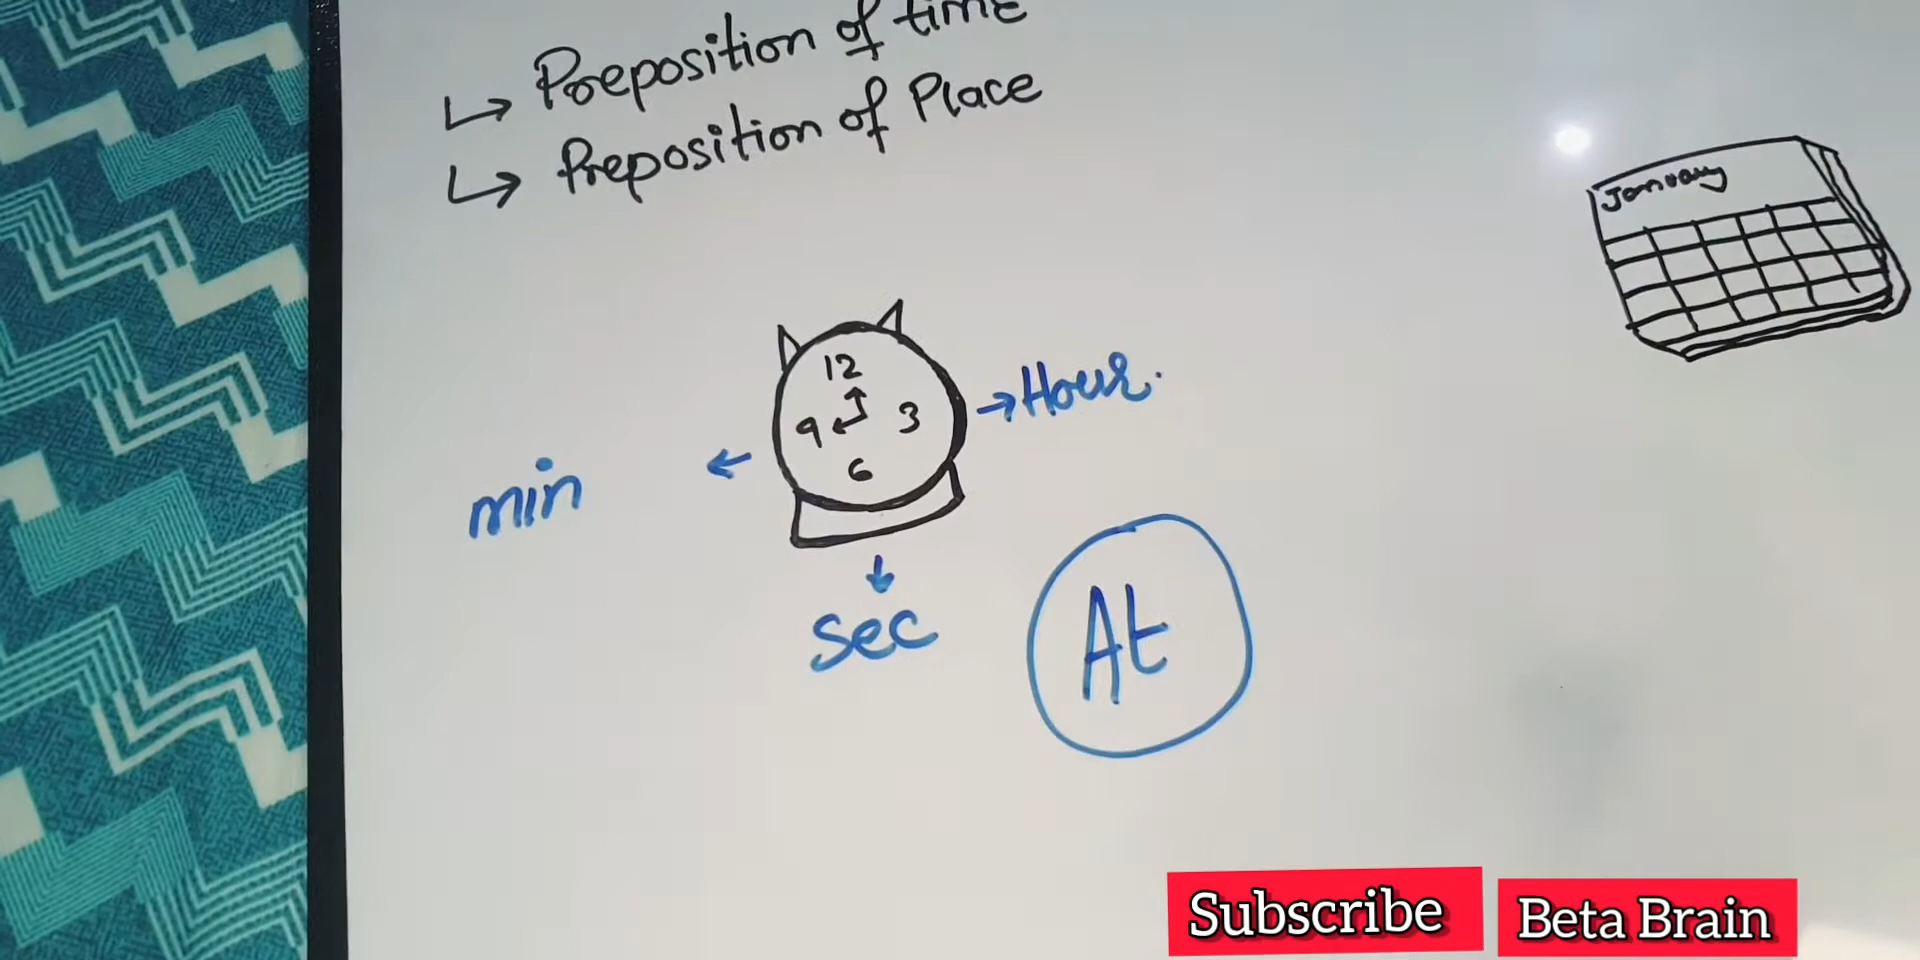 Preposition of time
Preposition of Place
January
12
9 3
6
→Hour.
min
sec
At
Subscribe
Beta Brain